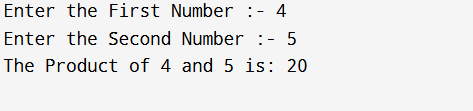 Enter the First Number :- 4
Enter the Second Number :- 5
The Product of 4 and 5 is: 20